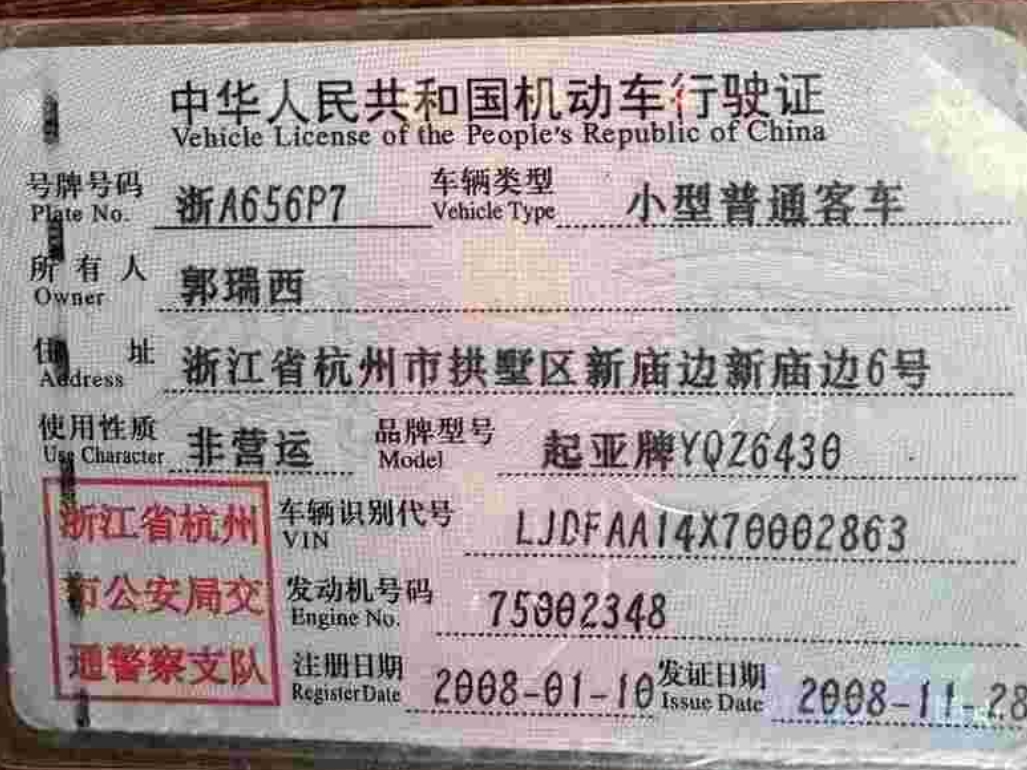 中华人民共和国机动车行驶证
Vehicle License of the People's Republic of China
号牌号码 浙A656P7 车辆类型 小型普通客车
Plate No. Vehicle Type
所有人 郭瑞西
Owner
住址 浙江省杭州市拱墅区新庙边新庙边6号
Address
使用性质 非营运 品牌型号 起亚牌YQZ6430
Use Character Model
浙江省杭州 车辆识别代号 LJDFAA14X70002863
VIN
市公安局交 发动机号码 75002348
Engine No.
通警察支队 注册日期 2008-01-10 发证日期 2008-11-28
Register Date Issue Date